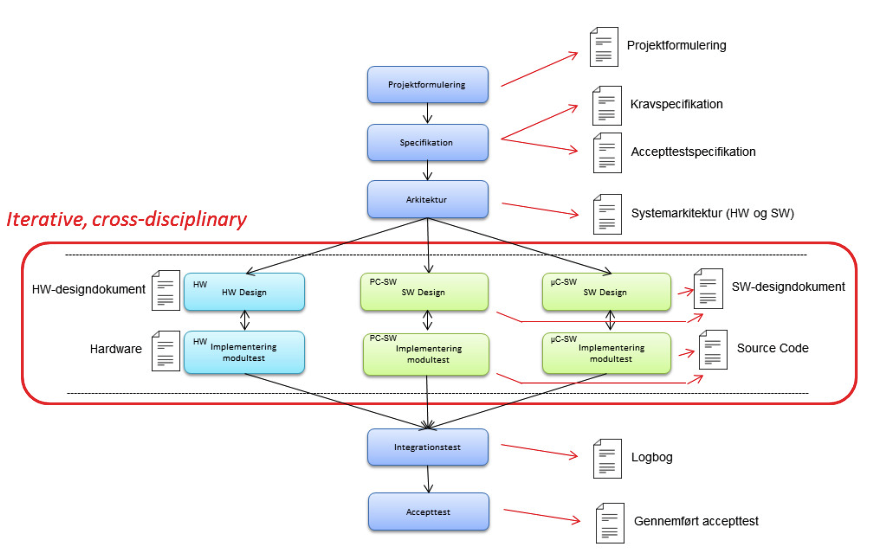 Projektformulering
Projektformulering
Kravspecifikation
Specifikation
Accepttestspecifikation
Arkitektur
Systemarkitektur (HW og SW)
Iterative, cross-disciplinary
HW-designdokument
HW
HW Design
PC-SW
SW Design
µC-SW
SW Design
SW-designdokument
Hardware
HW
Implementering
modultest
PC-SW
Implementering
modultest
µC-SW
Implementering
modultest
Source Code
Integrationstest
Logbog
Accepttest
Gennemført accepttest